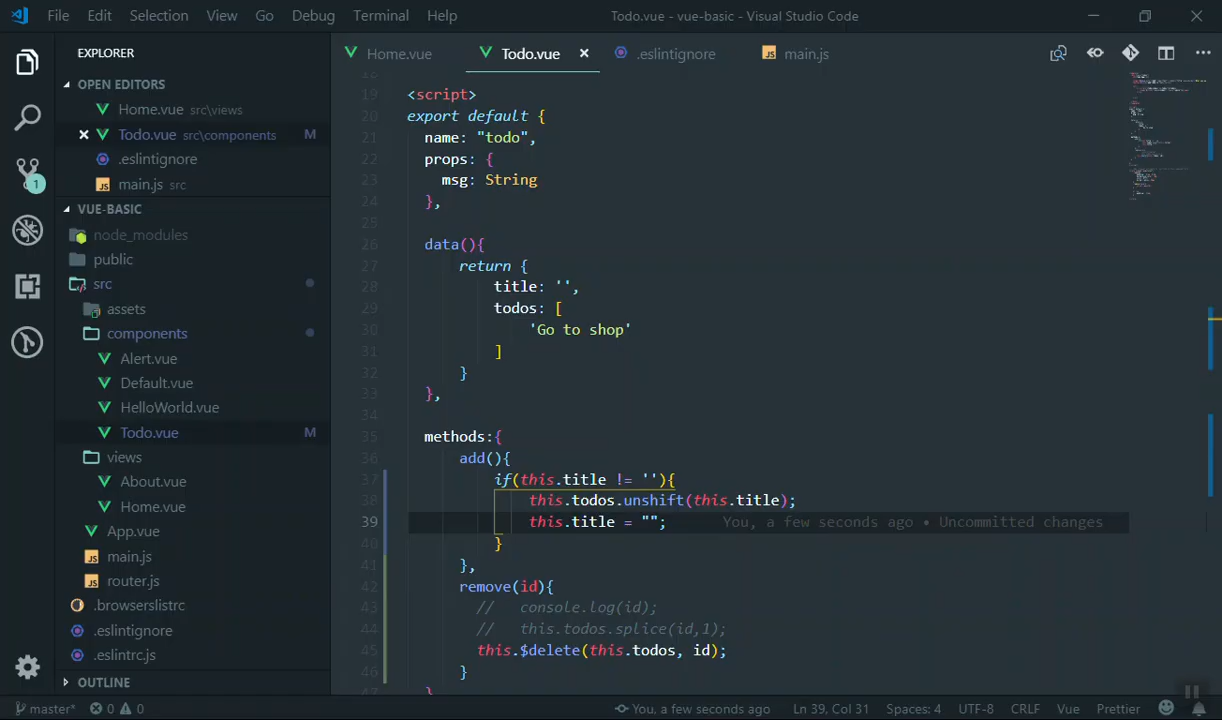 File Edit Selection View Go Debug Terminal Help
Todo.vue - vue-basic - Visual Studio Code
EXPLORER
OPEN EDITORS
Home.vue src\views
Todo.vue src\components M
.eslintignore
main.js src
1
VUE-BASIC
node_modules
public
src
assets
components
Alert.vue
Default.vue
HelloWorld.vue
Todo.vue M
views
About.vue
Home.vue
App.vue
main.js
router.js
.browserslistrc
.eslintignore
.eslintrc.js
OUTLINE
Home.vue Todo.vue .eslintignore main.js
18
19 <script>
20 export default {
21 name: "todo",
22 props: {
23 msg: String
24 },
25
26 data(){
27 return {
28 title: '',
29 todos: [
30 'Go to shop'
31 ]
32 }
33 },
34
35 methods:{
36 add(){
37 if(this.title != ''){
38 this.todos.unshift(this.title);
39 this.title = ""; You, a few seconds ago • Uncommitted changes
40 }
41 },
42 remove(id){
43 // console.log(id);
44 // this.todos.splice(id,1);
45 this.$delete(this.todos, id);
46 }
47 }
master* 0 0 You, a few seconds ago Ln 39, Col 31 Spaces: 4 UTF-8 CRLF Vue Prettier